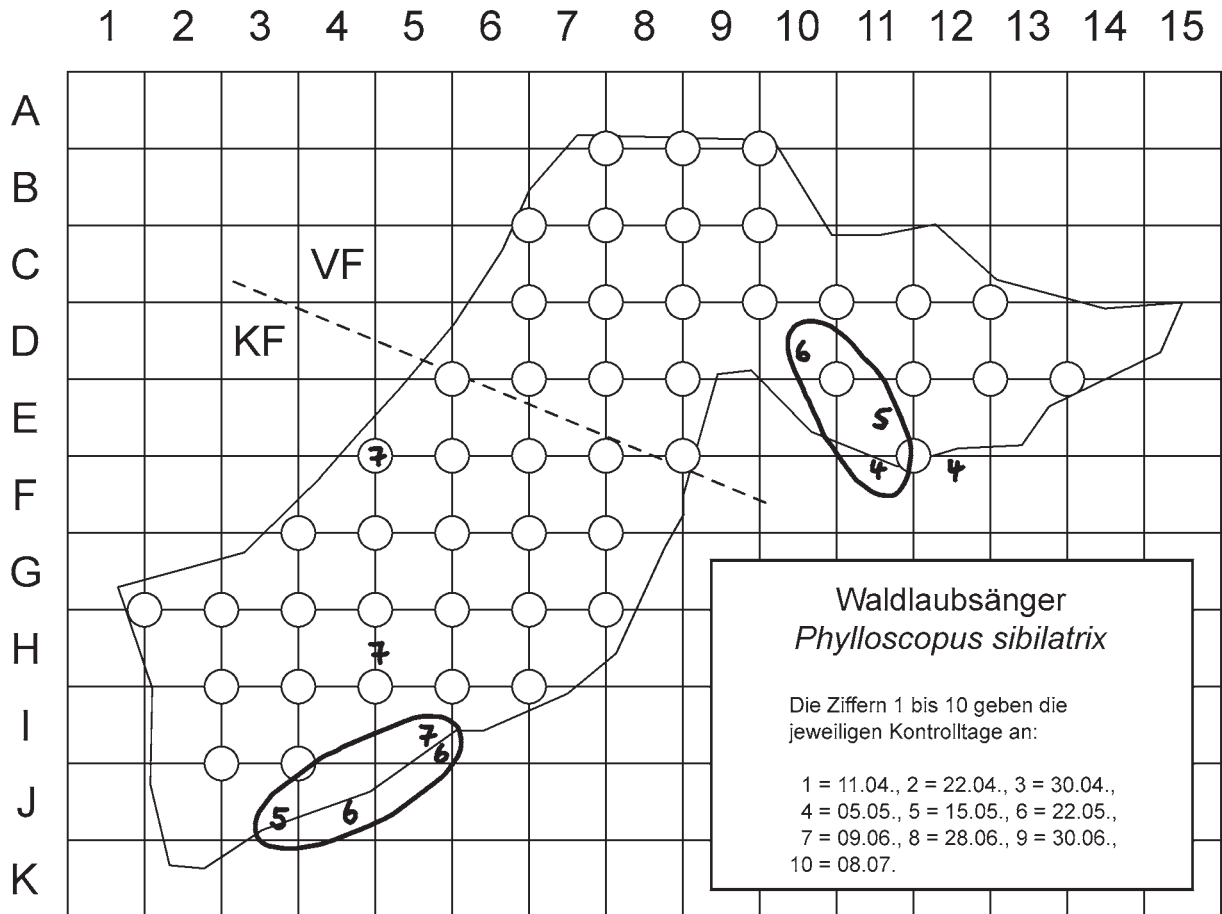 1 2 3 4 5 6 7 8 9 10 11 12 13 14 15
A
B
C
VF
D
KF
6
E
5
7
F
4 4
G
H
7
I
7
6
J
5 6
K
Waldlaubsänger
Phylloscopus sibilatrix
Die Ziffern 1 bis 10 geben die
jeweiligen Kontrolltage an:
1 = 11.04., 2 = 22.04., 3 = 30.04.,
4 = 05.05., 5 = 15.05., 6 = 22.05.,
7 = 09.06., 8 = 28.06., 9 = 30.06.,
10 = 08.07.